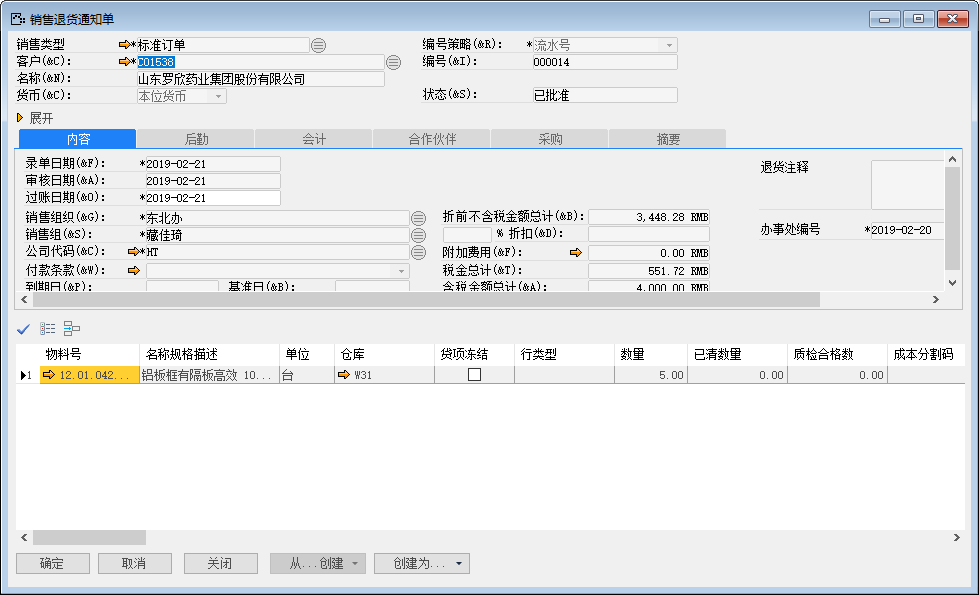 销售退货通知单
销售类型 *标准订单 编号策略(&R): *流水号
客户(&C): *C01538 编号(&I): 000014
名称(&N): 山东罗欣药业集团股份有限公司
货币(&C): 本位货币 状态(&S): 已批准
展开
内容 后勤 会计 合作伙伴 采购 摘要
录单日期(&F): *2019-02-21 退货注释
审核日期(&A): 2019-02-21
过账日期(&O): *2019-02-21
销售组织(&G): *东北办 折前不含税金额总计(&B): 3,448.28 RMB 办事处编号 *2019-02-20
销售组(&S): *藏佳琦 % 折扣(&D):
公司代码(&C): *HT 附加费用(&F): 0.00 RMB
付款条款(&W): 税金总计(&T): 551.72 RMB
到期日(&P): 基准日(&B): 含税金额总计(&A): 4,000.00 RMB
物料号 名称规格描述 单位 仓库 贷项冻结 行类型 数量 已清数量 质检合格数 成本分割码
1 12.01.042... 铝板框有隔板高效 10... 台 W31 5.00 0.00 0.00
确定 取消 关闭 从...创建 创建为...